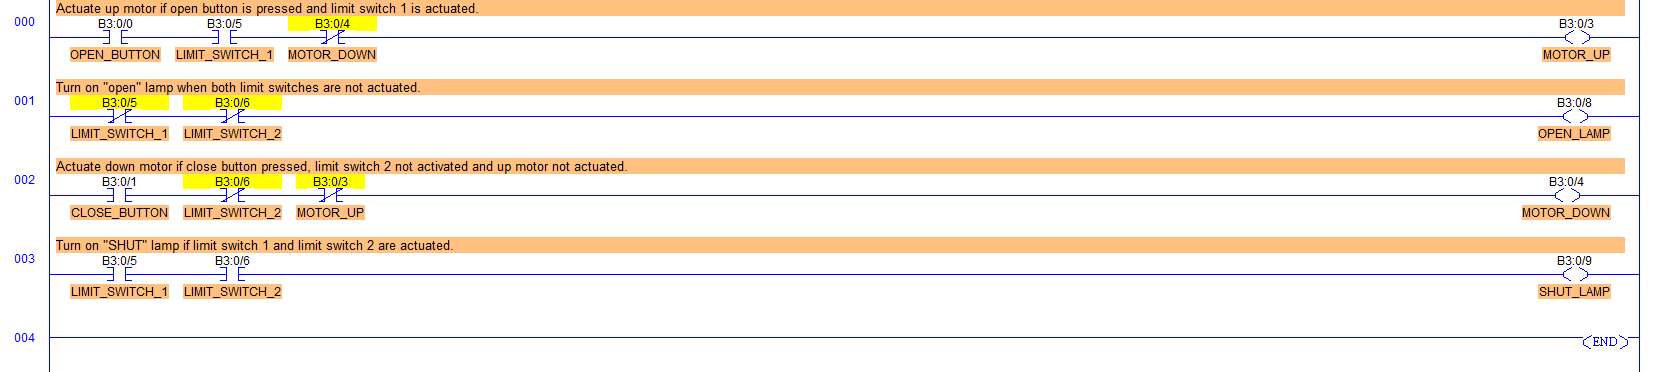 Actuate up motor if open button is pressed and limit switch 1 is actuated.
000 B3:0/0 B3:0/5 B3:0/4 B3:0/3
OPEN_BUTTON LIMIT_SWITCH_1 MOTOR_DOWN MOTOR_UP
Turn on "open" lamp when both limit switches are not actuated.
001 B3:0/5 B3:0/6 B3:0/8
LIMIT_SWITCH_1 LIMIT_SWITCH_2 OPEN_LAMP
Actuate down motor if close button pressed, limit switch 2 not activated and up motor not actuated.
002 B3:0/1 B3:0/6 B3:0/3 B3:0/4
CLOSE_BUTTON LIMIT_SWITCH_2 MOTOR_UP MOTOR_DOWN
Turn on "SHUT" lamp if limit switch 1 and limit switch 2 are actuated.
003 B3:0/5 B3:0/6 B3:0/9
LIMIT_SWITCH_1 LIMIT_SWITCH_2 SHUT_LAMP
004 END